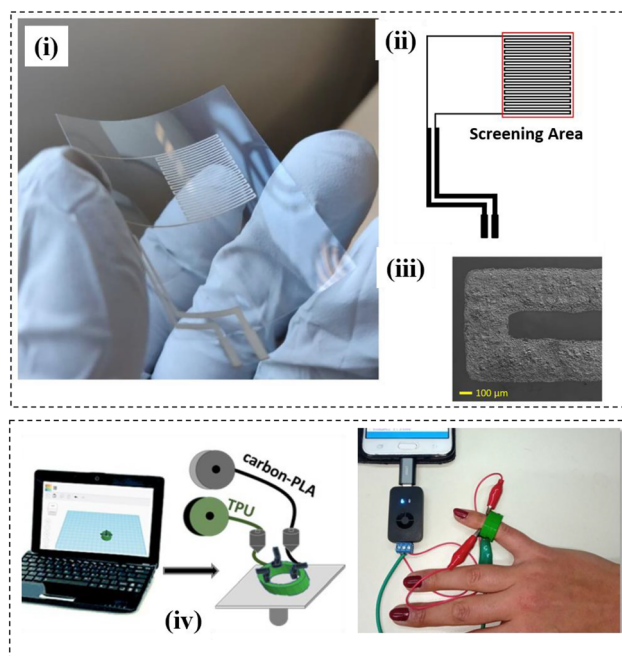 (i)
(ii)
Screening Area
(iii)
100 µm
carbon-PLA
TPU
(iv)